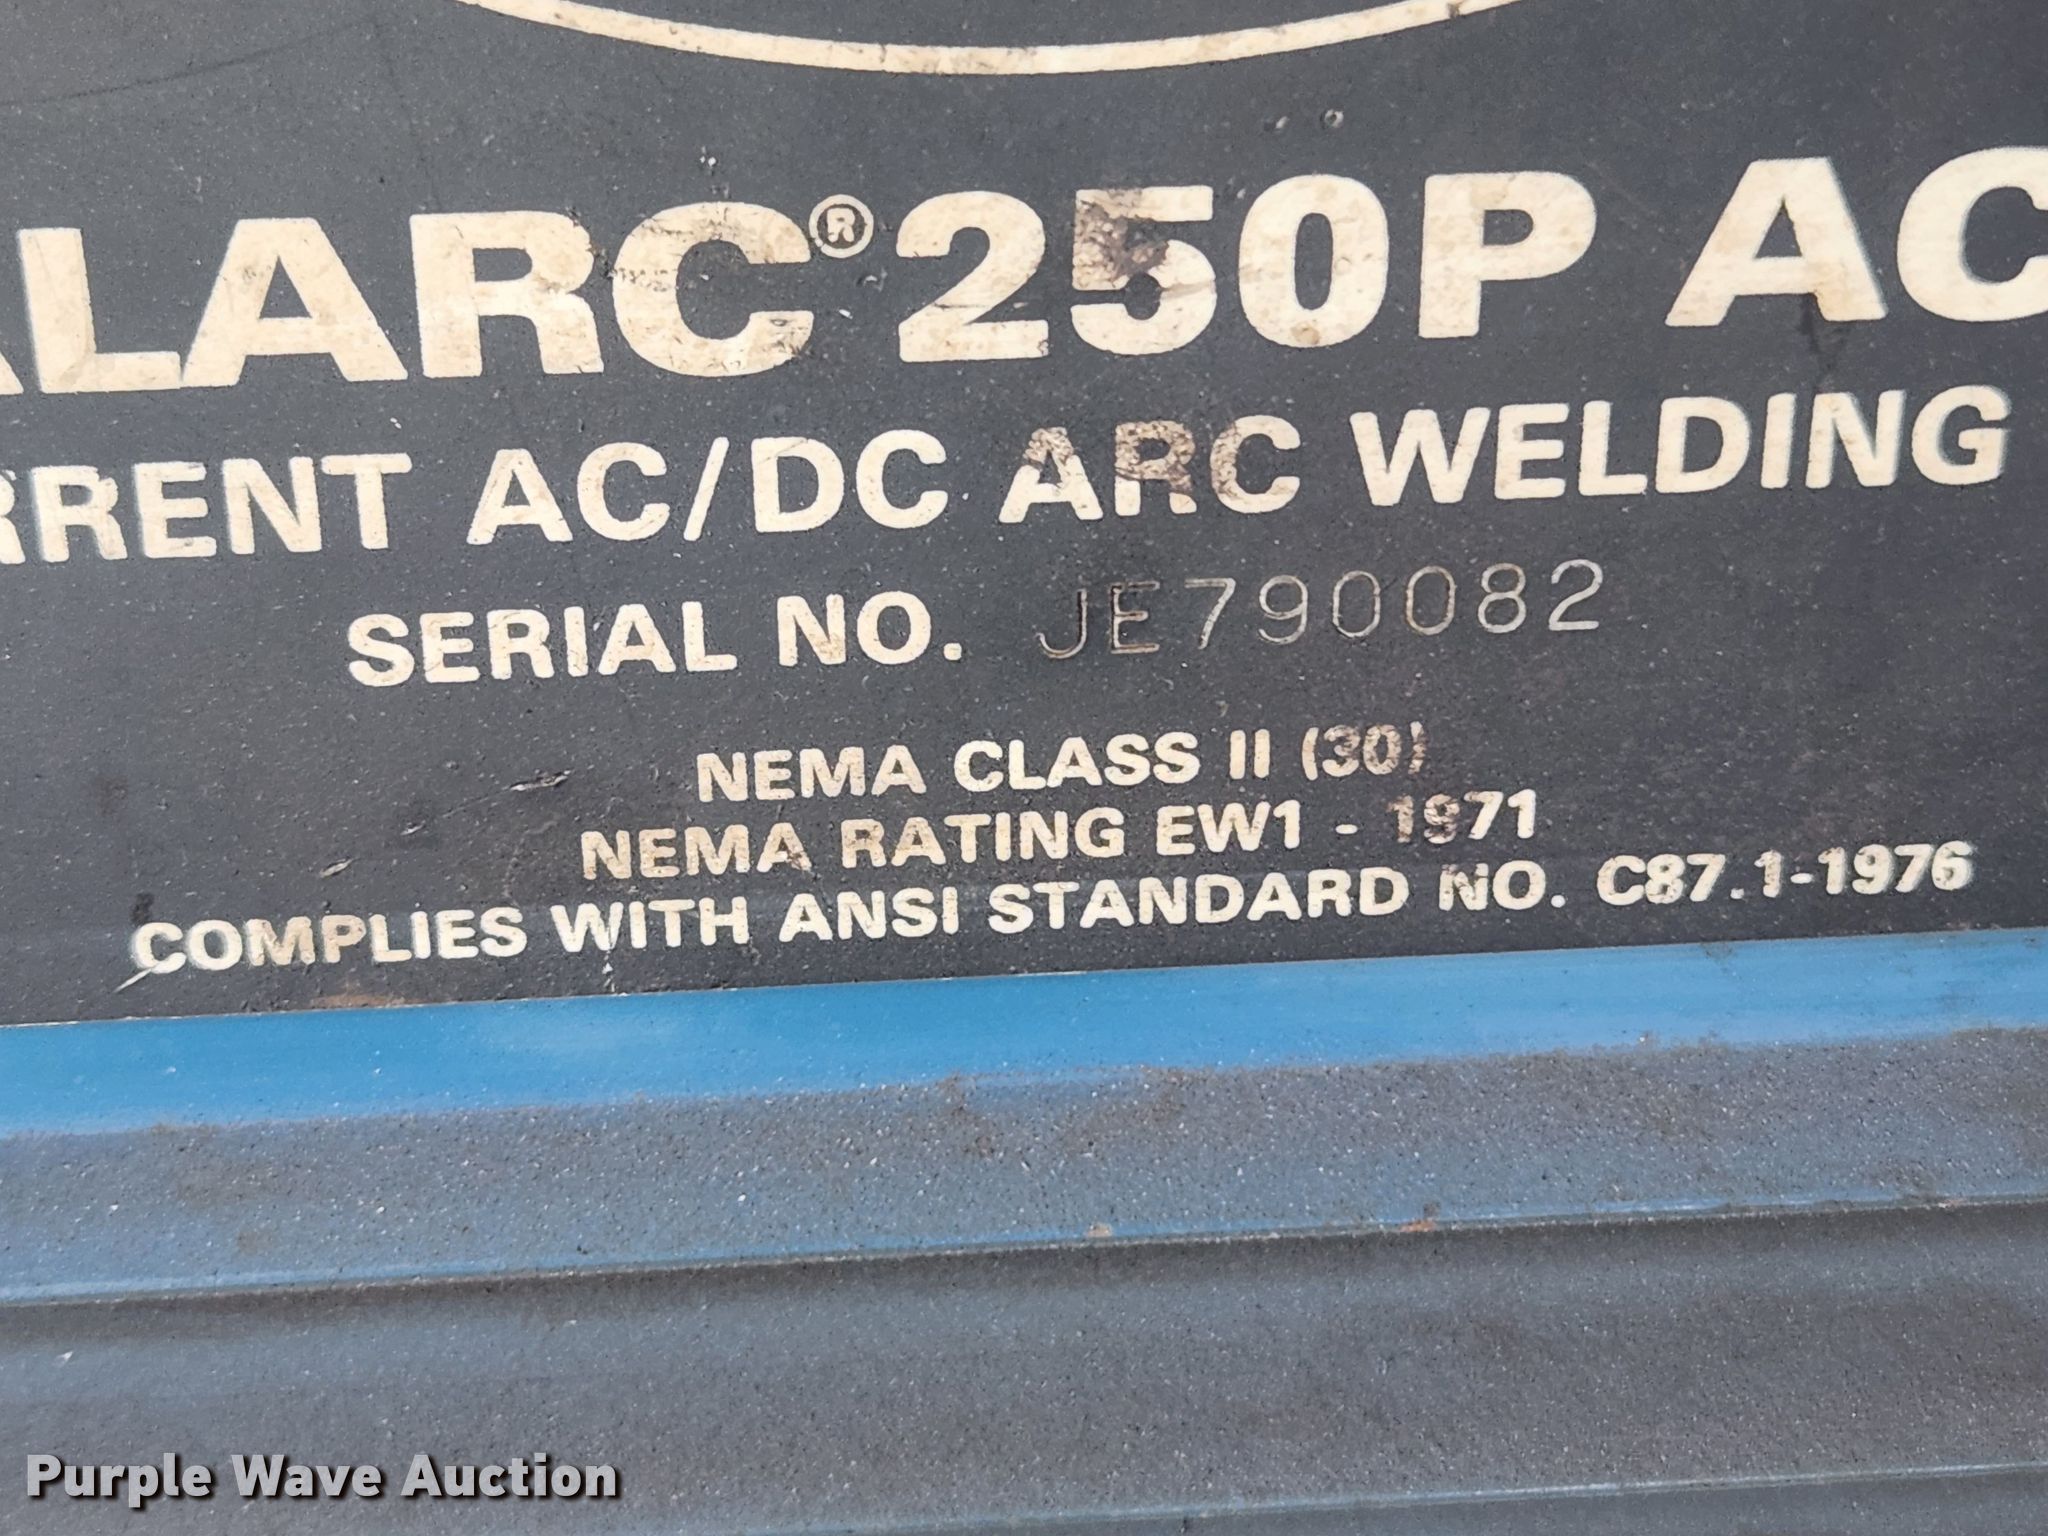 ALARC® 250P AC
RRENT AC/DC ARC WELDING
SERIAL NO. JE790082
NEMA CLASS II (30)
NEMA RATING EW1 - 1971
COMPLIES WITH ANSI STANDARD NO. C87.1-1976
Purple Wave Auction